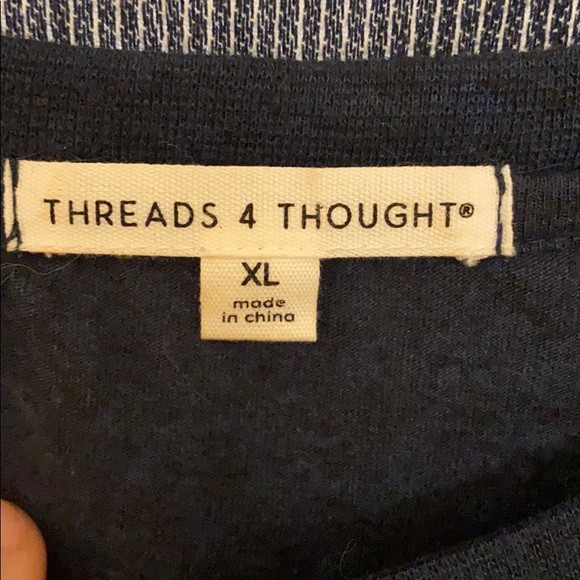 THREADS 4 THOUGHT®
XL
made
in china